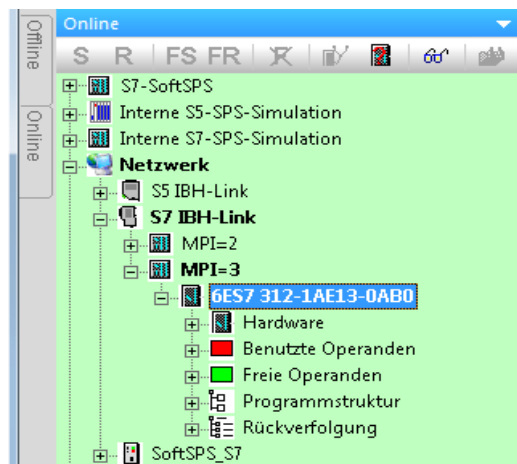 Online
Offline
Online
S R FS FR
S7-SoftSPS
Interne S5-SPS-Simulation
Interne S7-SPS-Simulation
Netzwerk
S5 IBH-Link
S7 IBH-Link
MPI=2
MPI=3
6ES7 312-1AE13-0AB0
Hardware
Benutzte Operanden
Freie Operanden
Programmstruktur
Rückverfolgung
SoftSPS_S7